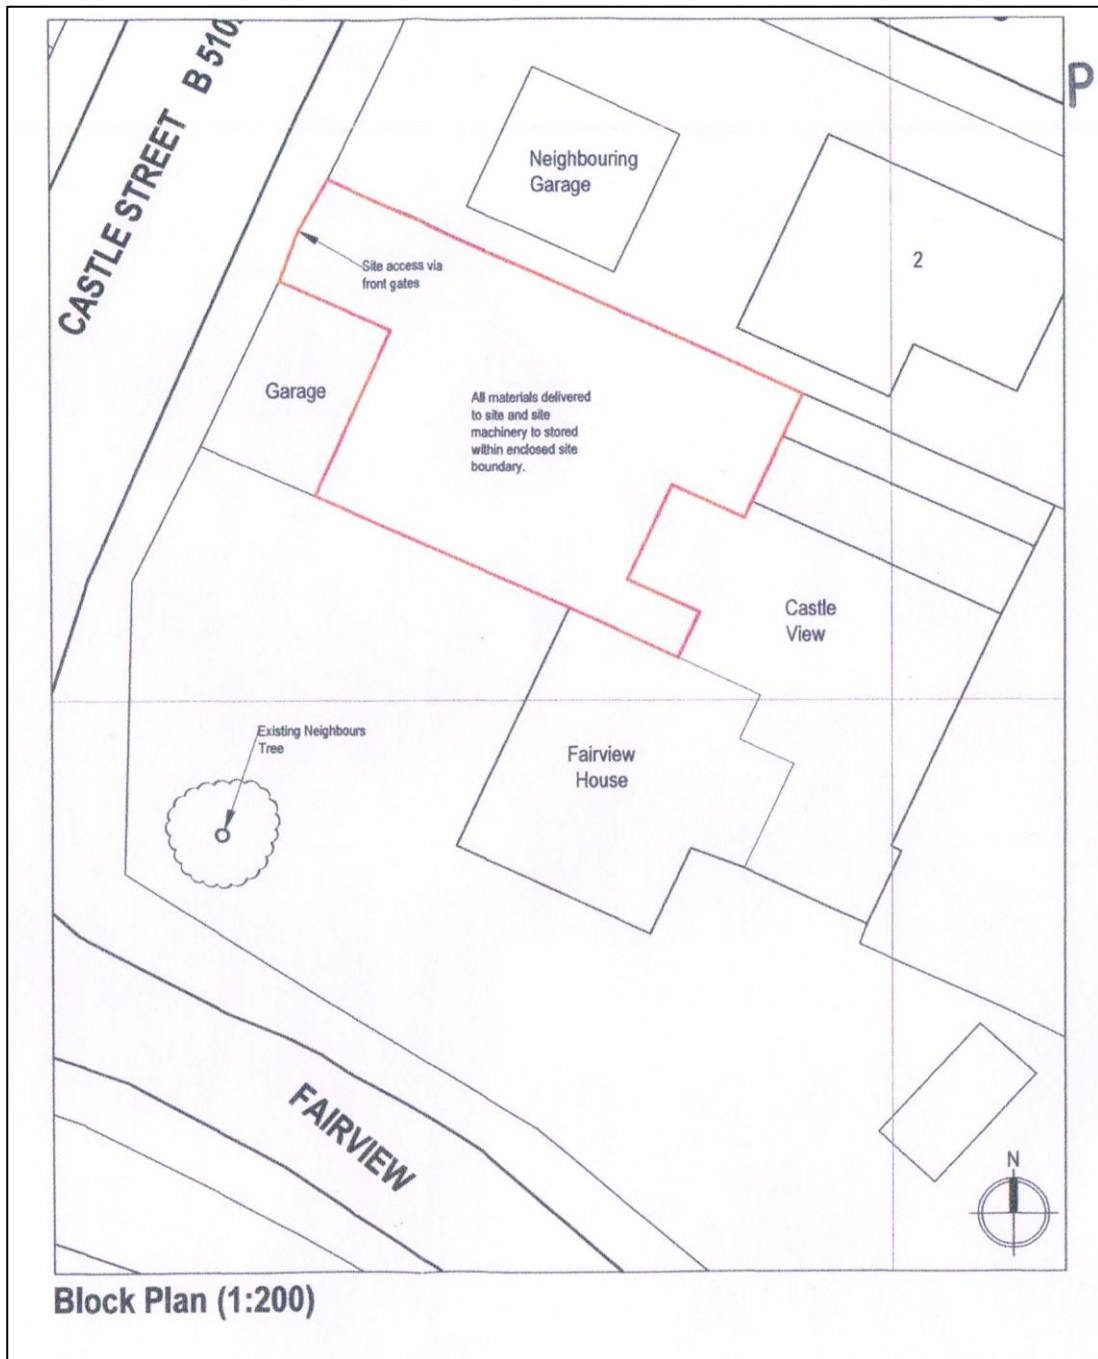 CASTLE STREET B 510
P
Neighbouring
Garage
2
Site access via
front gates
Garage
All materials delivered
to site and site
machinery to stored
within enclosed site
boundary.
Castle
View
Existing Neighbours
Tree
Fairview
House
FAIRVIEW
N
Block Plan (1:200)